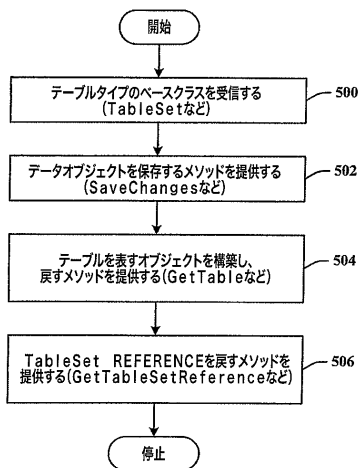 開始
テーブルタイプのベースクラスを受信する
(TableSetなど)
500
データオブジェクトを保存するメソッドを提供する
(SaveChangesなど)
502
テーブルを表すオブジェクトを構築し、
戻すメソッドを提供する(GetTableなど)
504
TableSet REFERENCEを戻すメソッドを
提供する(GetTableSetReferenceなど)
506
停止